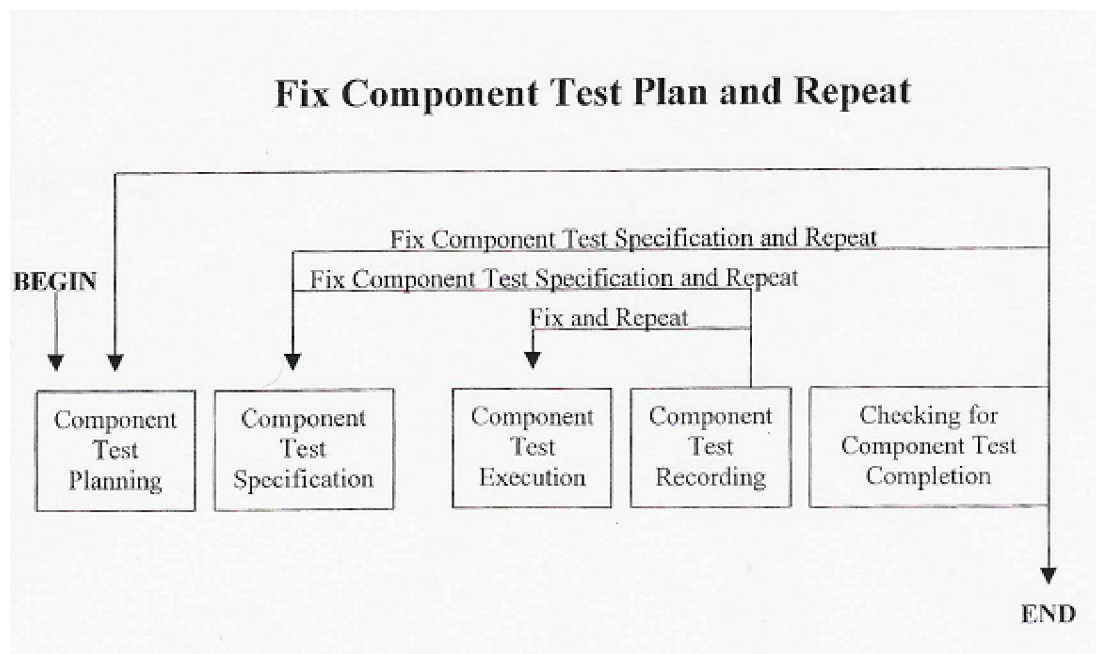 Fix Component Test Plan and Repeat
Fix Component Test Specification and Repeat
BEGIN
Fix Component Test Specification and Repeat
Fix and Repeat
Component
Test
Planning
Component
Test
Specification
Component
Test
Execution
Component
Test
Recording
Checking for
Component Test
Completion
END